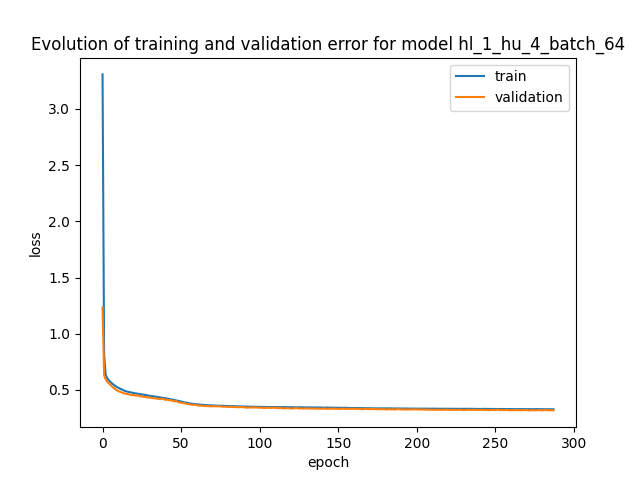 Evolution of training and validation error for model hl_1_hu_4_batch_64
train
validation
3.0
2.5
2.0
1.5
1.0
0.5
loss
0 50 100 150 200 250 300
epoch